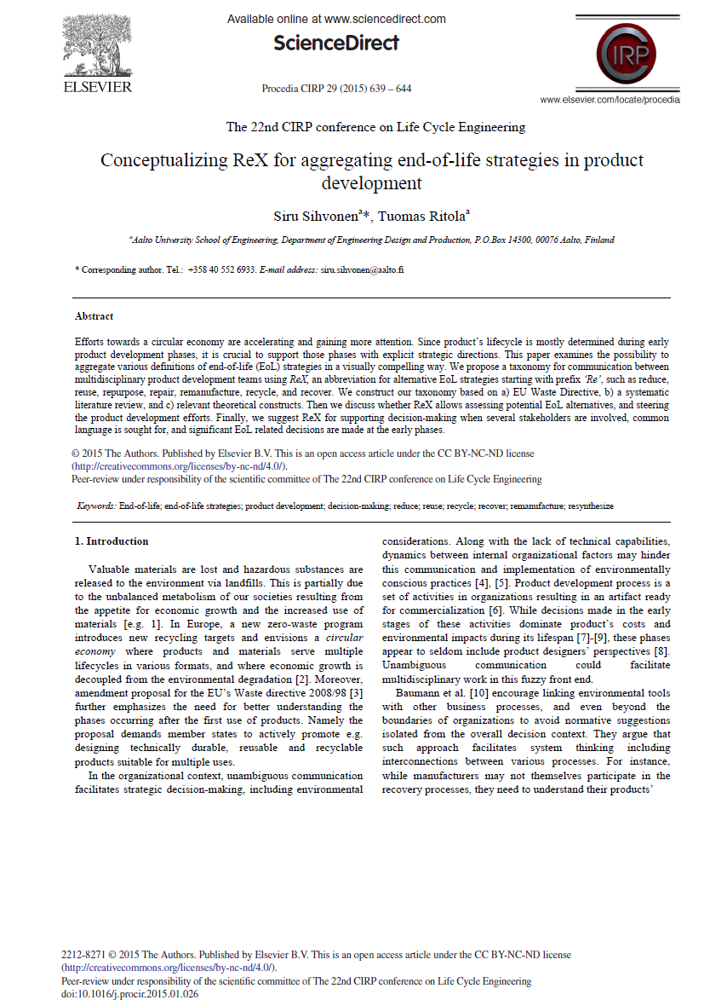 Available online at www.sciencedirect.com
ScienceDirect
ELSEVIER
Procedia CIRP 29 (2015) 639 – 644
CIRP
www.elsevier.com/locate/procedia
The 22nd CIRP conference on Life Cycle Engineering
Conceptualizing ReX for aggregating end-of-life strategies in product
development
Siru Sihvonenª*, Tuomas Ritolaª
ªAalto University School of Engineering, Department of Engineering Design and Production, P.O.Box 14300, 00076 Aalto, Finland
* Corresponding author. Tel.: +358 40 552 6933. E-mail address: siru.sihvonen@aalto.fi
Abstract
Efforts towards a circular economy are accelerating and gaining more attention. Since product's lifecycle is mostly determined during early
product development phases, it is crucial to support those phases with explicit strategic directions. This paper examines the possibility to
aggregate various definitions of end-of-life (EoL) strategies in a visually compelling way. We propose a taxonomy for communication between
multidisciplinary product development teams using ReX, an abbreviation for alternative EoL strategies starting with prefix 'Re', such as reduce,
reuse, repurpose, repair, remanufacture, recycle, and recover. We construct our taxonomy based on a) EU Waste Directive, b) a systematic
literature review, and c) relevant theoretical constructs. Then we discuss whether ReX allows assessing potential EoL alternatives, and steering
the product development efforts. Finally, we suggest ReX for supporting decision-making when several stakeholders are involved, common
language is sought for, and significant EoL related decisions are made at the early phases.
© 2015 The Authors. Published by Elsevier B.V. This is an open access article under the CC BY-NC-ND license
(http://creativecommons.org/licenses/by-nc-nd/4.0/).
Peer-review under responsibility of the scientific committee of The 22nd CIRP conference on Life Cycle Engineering
Keywords: End-of-life; end-of-life strategies; product development; decision-making; reduce; reuse; recycle; recover; remanufacture; resynthesize
1. Introduction
Valuable materials are lost and hazardous substances are
released to the environment via landfills. This is partially due
to the unbalanced metabolism of our societies resulting from
the appetite for economic growth and the increased use of
materials [e.g. 1]. In Europe, a new zero-waste program
introduces new recycling targets and envisions a circular
economy where products and materials serve multiple
lifecycles in various formats, and where economic growth is
decoupled from the environmental degradation [2]. Moreover,
amendment proposal for the EU's Waste directive 2008/98 [3]
further emphasizes the need for better understanding the
phases occurring after the first use of products. Namely the
proposal demands member states to actively promote e.g.
designing technically durable, reusable and recyclable
products suitable for multiple uses.
In the organizational context, unambiguous communication
facilitates strategic decision-making, including environmental
considerations. Along with the lack of technical capabilities,
dynamics between internal organizational factors may hinder
this communication and implementation of environmentally
conscious practices [4], [5]. Product development process is a
set of activities in organizations resulting in an artifact ready
for commercialization [6]. While decisions made in the early
stages of these activities dominate product's costs and
environmental impacts during its lifespan [7]-[9], these phases
appear to seldom include product designers' perspectives [8].
Unambiguous communication could facilitate
multidisciplinary work in this fuzzy front end.
Baumann et al. [10] encourage linking environmental tools
with other business processes, and even beyond the
boundaries of organizations to avoid normative suggestions
isolated from the overall decision context. They argue that
such approach facilitates system thinking including
interconnections between various processes. For instance,
while manufacturers may not themselves participate in the
recovery processes, they need to understand their products'
2212-8271 © 2015 The Authors. Published by Elsevier B.V. This is an open access article under the CC BY-NC-ND license
(http://creativecommons.org/licenses/by-nc-nd/4.0/).
Peer-review under responsibility of the scientific committee of The 22nd CIRP conference on Life Cycle Engineering
doi:10.1016/j.procir.2015.01.026